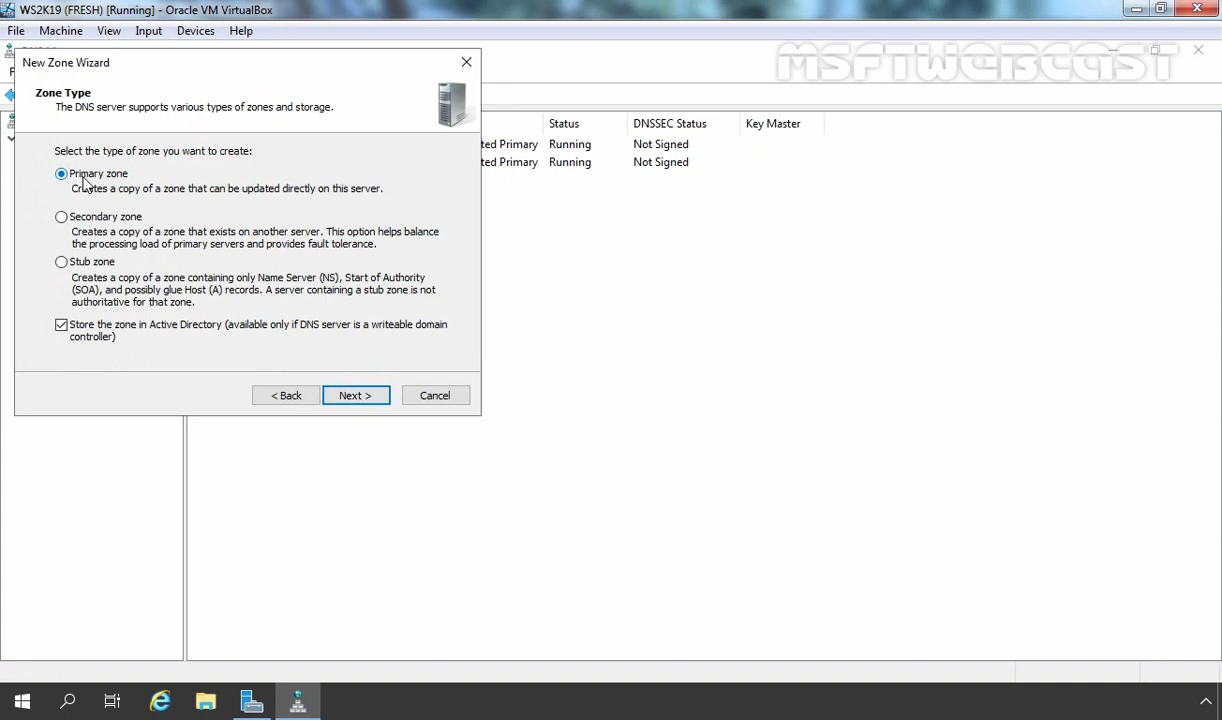 WS2K19 (FRESH) [Running] - Oracle VM VirtualBox
File Machine View Input Devices Help
MSFTWEBCAST
New Zone Wizard
Zone Type
The DNS server supports various types of zones and storage.
Status DNSSEC Status Key Master
ted Primary Running Not Signed
ted Primary Running Not Signed
Select the type of zone you want to create:
Primary zone
Creates a copy of a zone that can be updated directly on this server.
Secondary zone
Creates a copy of a zone that exists on another server. This option helps balance
the processing load of primary servers and provides fault tolerance.
Stub zone
Creates a copy of a zone containing only Name Server (NS), Start of Authority
(SOA), and possibly glue Host (A) records. A server containing a stub zone is not
authoritative for that zone.
Store the zone in Active Directory (available only if DNS server is a writeable domain
controller)
< Back Next > Cancel